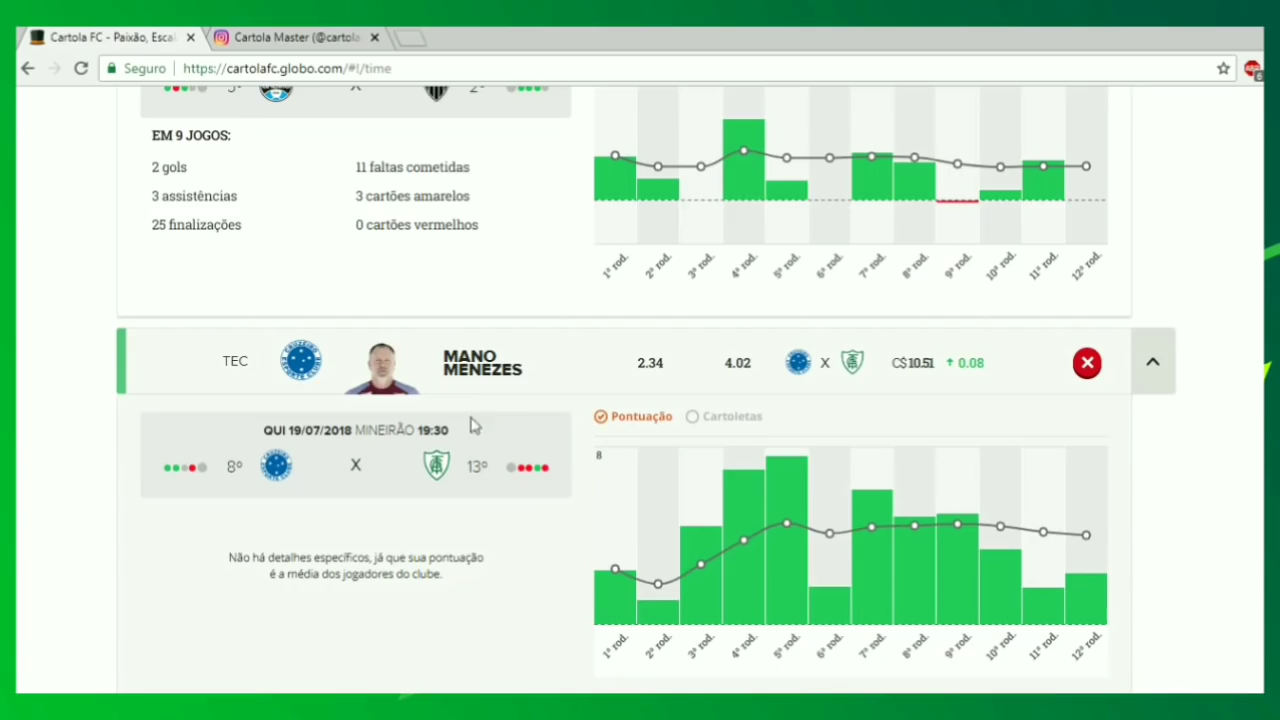 Cartola FC - Paixão, Esca
Cartola Master (@cartola
Seguro https://cartolafc.globo.com/#!/time
X 2º
EM 9 JOGOS:
2 gols 11 faltas cometidas
3 assistências 3 cartões amarelos
25 finalizações 0 cartões vermelhos
1ª rod. 2ª rod. 3ª rod. 4ª rod. 5ª rod. 6ª rod. 7ª rod. 8ª rod. 9ª rod. 10ª rod. 11ª rod. 12ª rod.
TEC MANO MENEZES 2.34 4.02 X C$ 10.51 0.08
Pontuação Cartoletas
QUI 19/07/2018 MINEIRÃO 19:30
8º X 13º
8
Não há detalhes específicos, já que sua pontuação
é a média dos jogadores do clube.
1ª rod. 2ª rod. 3ª rod. 4ª rod. 5ª rod. 6ª rod. 7ª rod. 8ª rod. 9ª rod. 10ª rod. 11ª rod. 12ª rod.